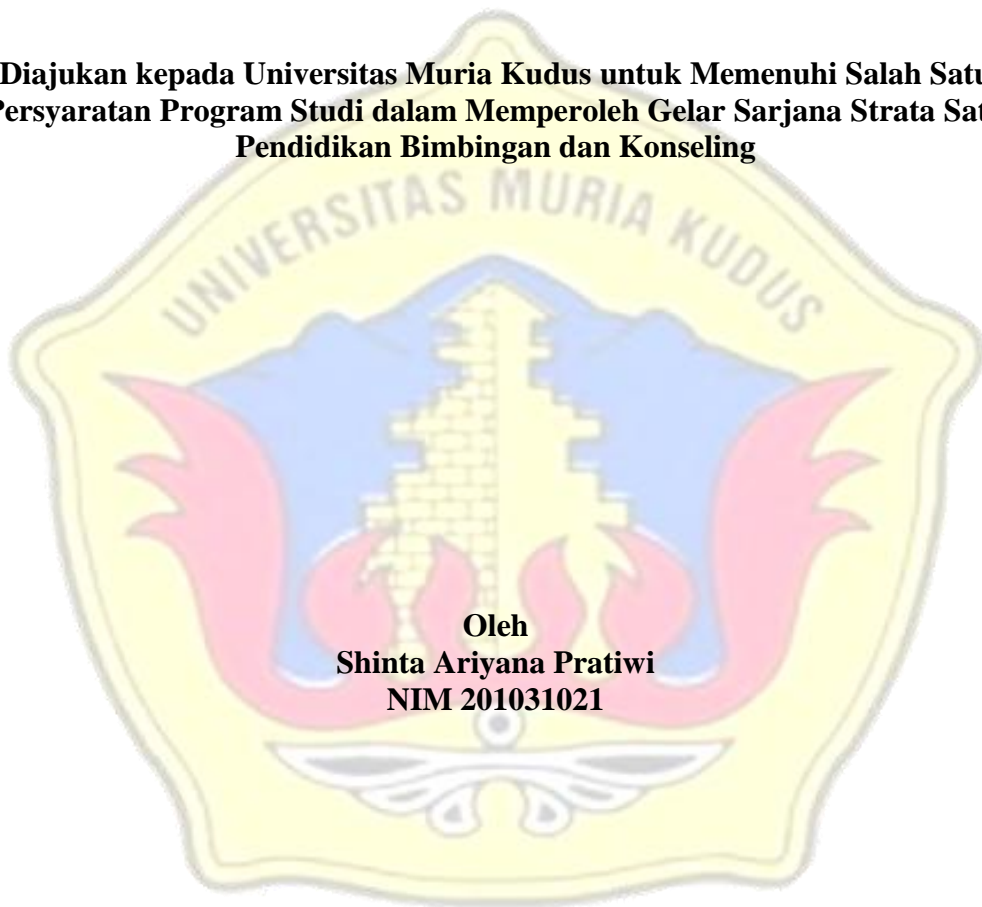 Diajukan kepada Universitas Muria Kudus untuk Memenuhi Salah Satu
Persyaratan Program Studi dalam Memperoleh Gelar Sarjana Strata Sat
Pendidikan Bimbingan dan Konseling
UNIVERSITAS MURIA KUDUS
Oleh
Shinta Ariyana Pratiwi
NIM 201031021